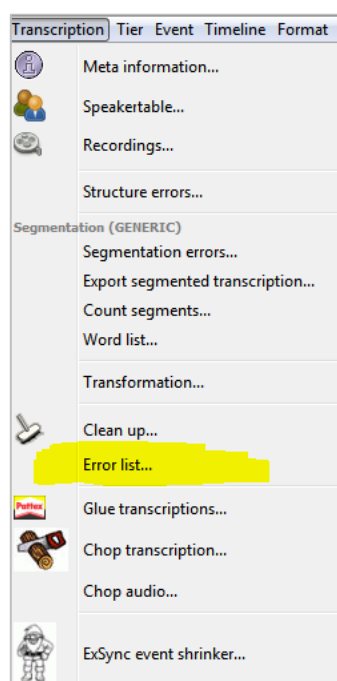 Transcription Tier Event Timeline Format
Meta information...
Speakertable...
Recordings...
Structure errors...
Segmentation (GENERIC)
Segmentation errors...
Export segmented transcription...
Count segments...
Word list...
Transformation...
Clean up...
Error list...
Pattex
Glue transcriptions...
Chop transcription...
Chop audio...
ExSync event shrinker...